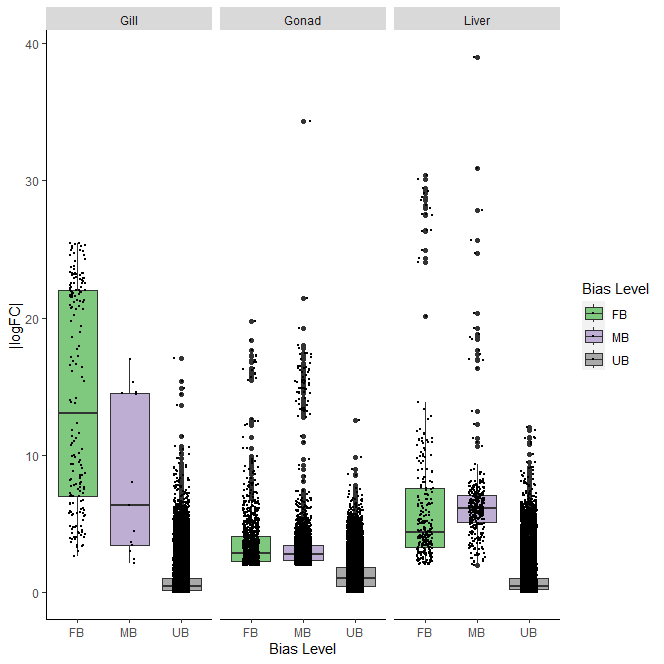 Gill Gonad Liver
|logFC|
40
30
20
10
0
FB MB UB FB MB UB FB MB UB
Bias Level
Bias Level
FB
MB
UB